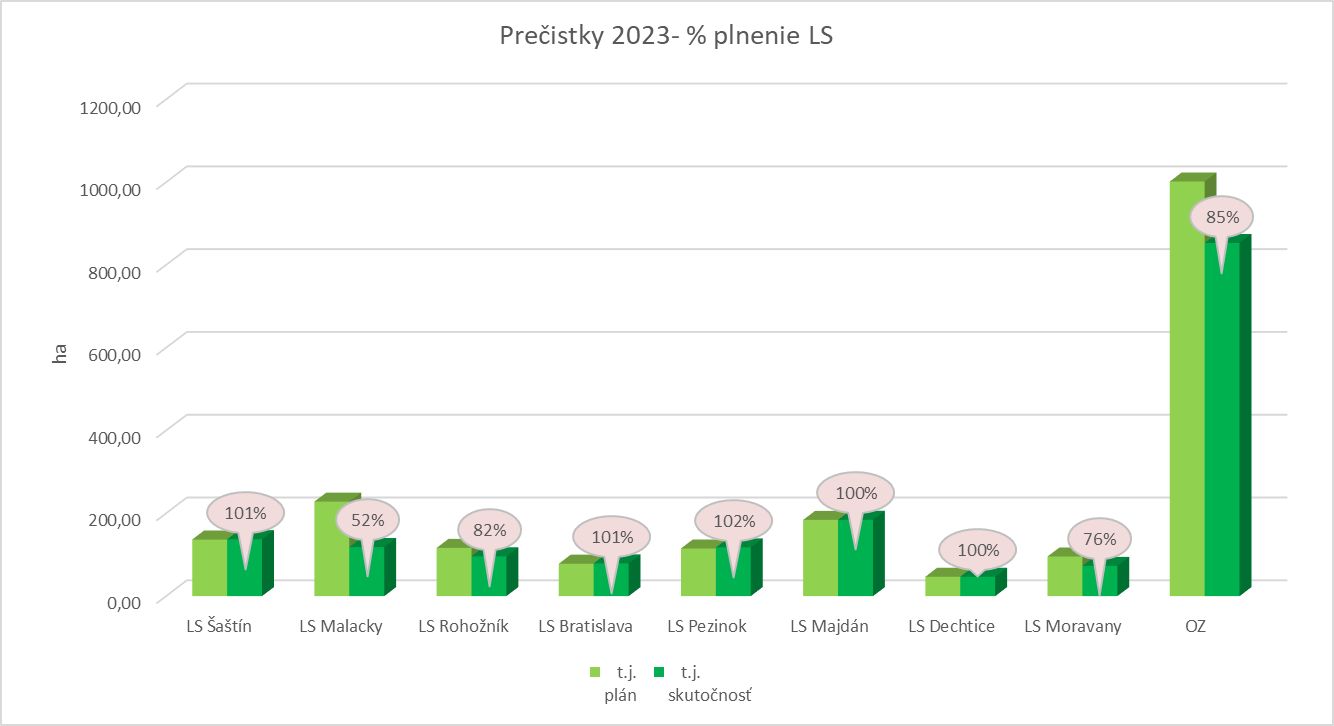 Prečistky 2023- % plnenie LS
1200,00
1000,00
800,00
600,00
400,00
200,00
0,00
ha
101%
52%
82%
101%
102%
100%
100%
76%
85%
LS Šaštín
LS Malacky
LS Rohožník
LS Bratislava
LS Pezinok
LS Majdán
LS Dechtice
LS Moravany
OZ
t.j.
plán
t.j.
skutočnosť